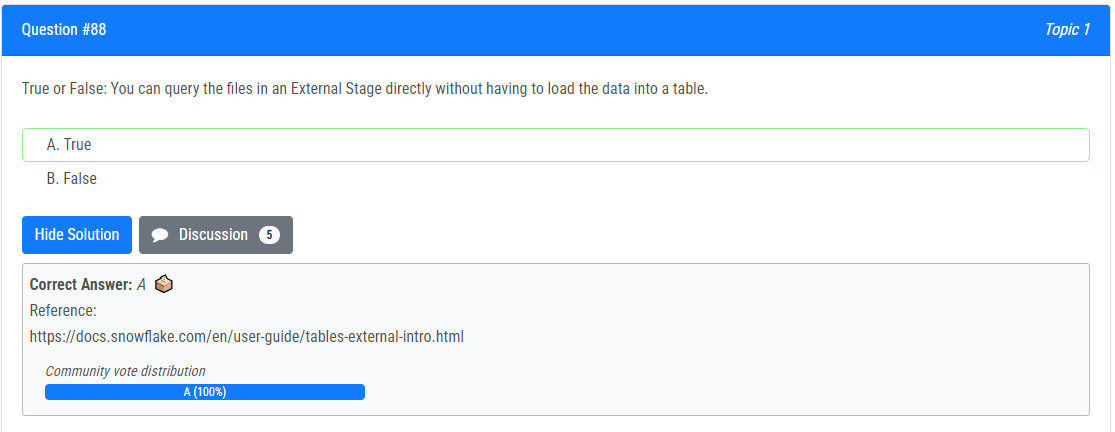 Question #88
Topic 1
True or False: You can query the files in an External Stage directly without having to load the data into a table.
A. True
B. False
Hide Solution
Discussion 5
Correct Answer: A
Reference:
https://docs.snowflake.com/en/user-guide/tables-external-intro.html
Community vote distribution
A (100%)